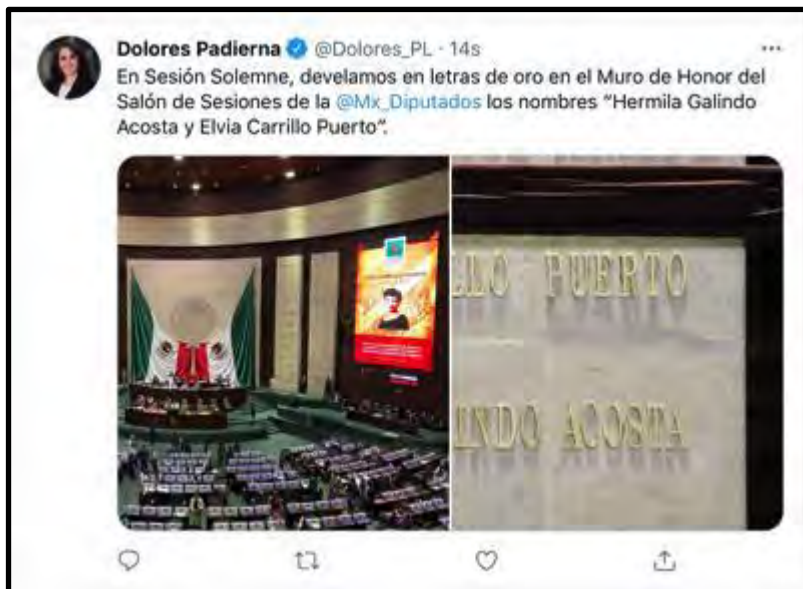 Dolores Padierna @Dolores_PL · 14s
En Sesión Solemne, develamos en letras de oro en el Muro de Honor del
Salón de Sesiones de la @Mx_Diputados los nombres “Hermila Galindo
Acosta y Elvia Carrillo Puerto”.
LLO PUERTO
INDO ACOSTA